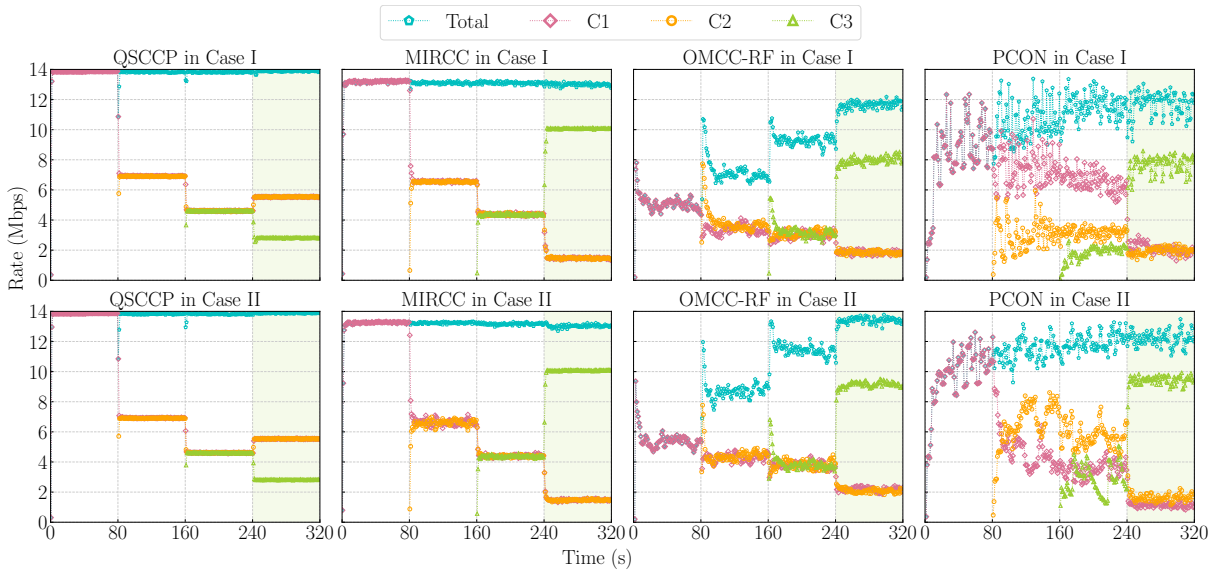 Total C1 C2 C3
QSCCP in Case I MIRCC in Case I OMCC-RF in Case I PCON in Case I
14
12
10
8
6
4
2
0
Rate (Mbps)
QSCCP in Case II MIRCC in Case II OMCC-RF in Case II PCON in Case II
14
12
10
8
6
4
2
0
0 80 160 240 320 80 160 240 320 80 160 240 320 80 160 240 320
Time (s)